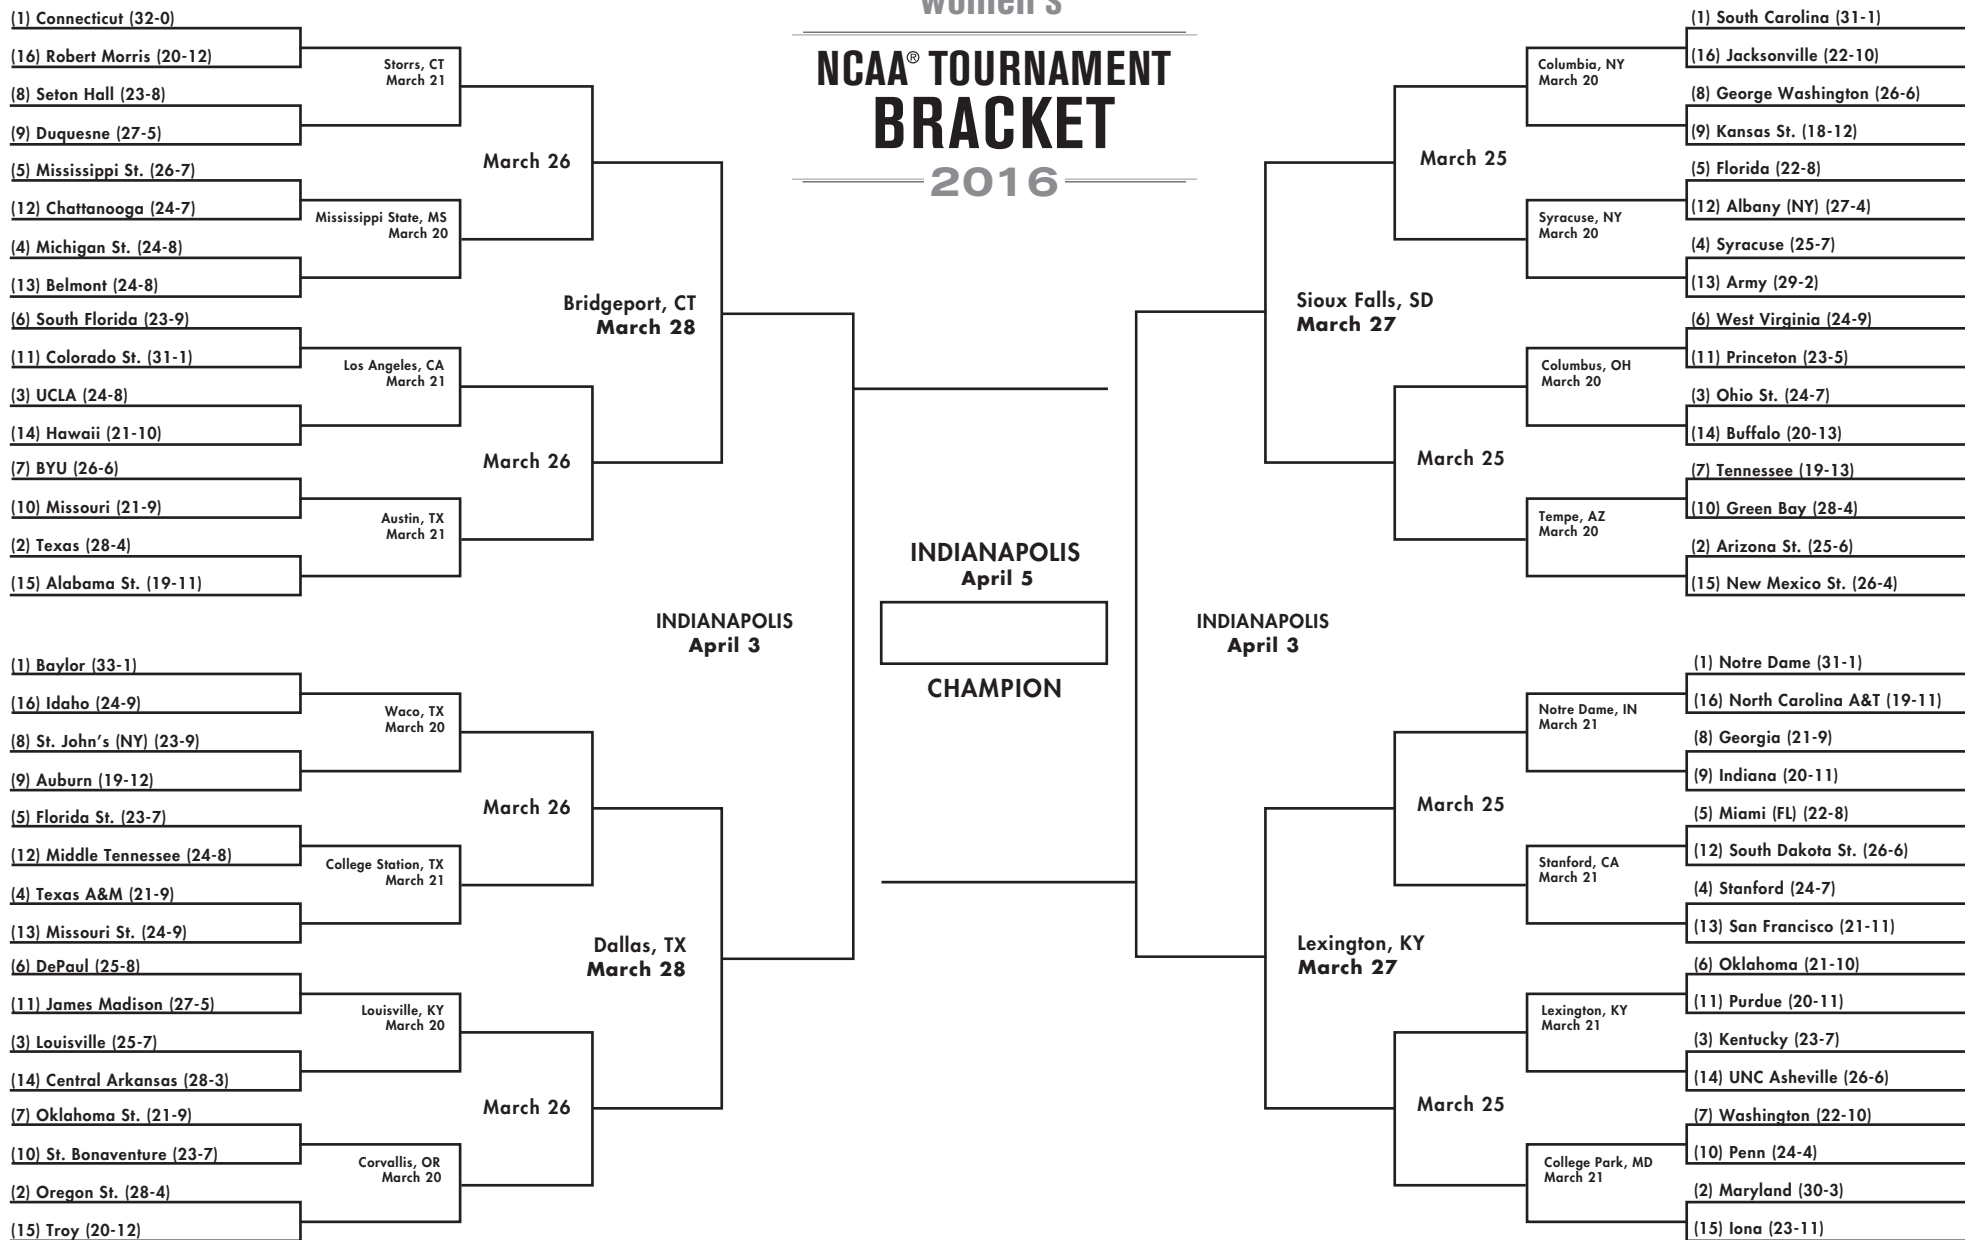 Women's
NCAA® TOURNAMENT
BRACKET
2016
(1) Connecticut (32-0)
(16) Robert Morris (20-12)
(8) Seton Hall (23-8)
(9) Duquesne (27-5)
(5) Mississippi St. (26-7)
(12) Chattanooga (24-7)
(4) Michigan St. (24-8)
(13) Belmont (24-8)
(6) South Florida (23-9)
(11) Colorado St. (31-1)
(3) UCLA (24-8)
(14) Hawaii (21-10)
(7) BYU (26-6)
(10) Missouri (21-9)
(2) Texas (28-4)
(15) Alabama St. (19-11)
Storrs, CT
March 21
Mississippi State, MS
March 20
Los Angeles, CA
March 21
Austin, TX
March 21
March 26
March 26
Bridgeport, CT
March 28
(1) Baylor (33-1)
(16) Idaho (24-9)
(8) St. John's (NY) (23-9)
(9) Auburn (19-12)
(5) Florida St. (23-7)
(12) Middle Tennessee (24-8)
(4) Texas A&M (21-9)
(13) Missouri St. (24-9)
(6) DePaul (25-8)
(11) James Madison (27-5)
(3) Louisville (25-7)
(14) Central Arkansas (28-3)
(7) Oklahoma St. (21-9)
(10) St. Bonaventure (23-7)
(2) Oregon St. (28-4)
(15) Troy (20-12)
Waco, TX
March 20
College Station, TX
March 21
Louisville, KY
March 20
Corvallis, OR
March 20
March 26
March 26
Dallas, TX
March 28
INDIANAPOLIS
April 3
INDIANAPOLIS
April 5
CHAMPION
INDIANAPOLIS
April 3
(1) South Carolina (31-1)
(16) Jacksonville (22-10)
(8) George Washington (26-6)
(9) Kansas St. (18-12)
(5) Florida (22-8)
(12) Albany (NY) (27-4)
(4) Syracuse (25-7)
(13) Army (29-2)
(6) West Virginia (24-9)
(11) Princeton (23-5)
(3) Ohio St. (24-7)
(14) Buffalo (20-13)
(7) Tennessee (19-13)
(10) Green Bay (28-4)
(2) Arizona St. (25-6)
(15) New Mexico St. (26-4)
Columbia, NY
March 20
Syracuse, NY
March 20
Columbus, OH
March 20
Tempe, AZ
March 20
March 25
March 25
Sioux Falls, SD
March 27
(1) Notre Dame (31-1)
(16) North Carolina A&T (19-11)
(8) Georgia (21-9)
(9) Indiana (20-11)
(5) Miami (FL) (22-8)
(12) South Dakota St. (26-6)
(4) Stanford (24-7)
(13) San Francisco (21-11)
(6) Oklahoma (21-10)
(11) Purdue (20-11)
(3) Kentucky (23-7)
(14) UNC Asheville (26-6)
(7) Washington (22-10)
(10) Penn (24-4)
(2) Maryland (30-3)
(15) Iona (23-11)
Notre Dame, IN
March 21
Stanford, CA
March 21
Lexington, KY
March 21
College Park, MD
March 21
March 25
March 25
Lexington, KY
March 27